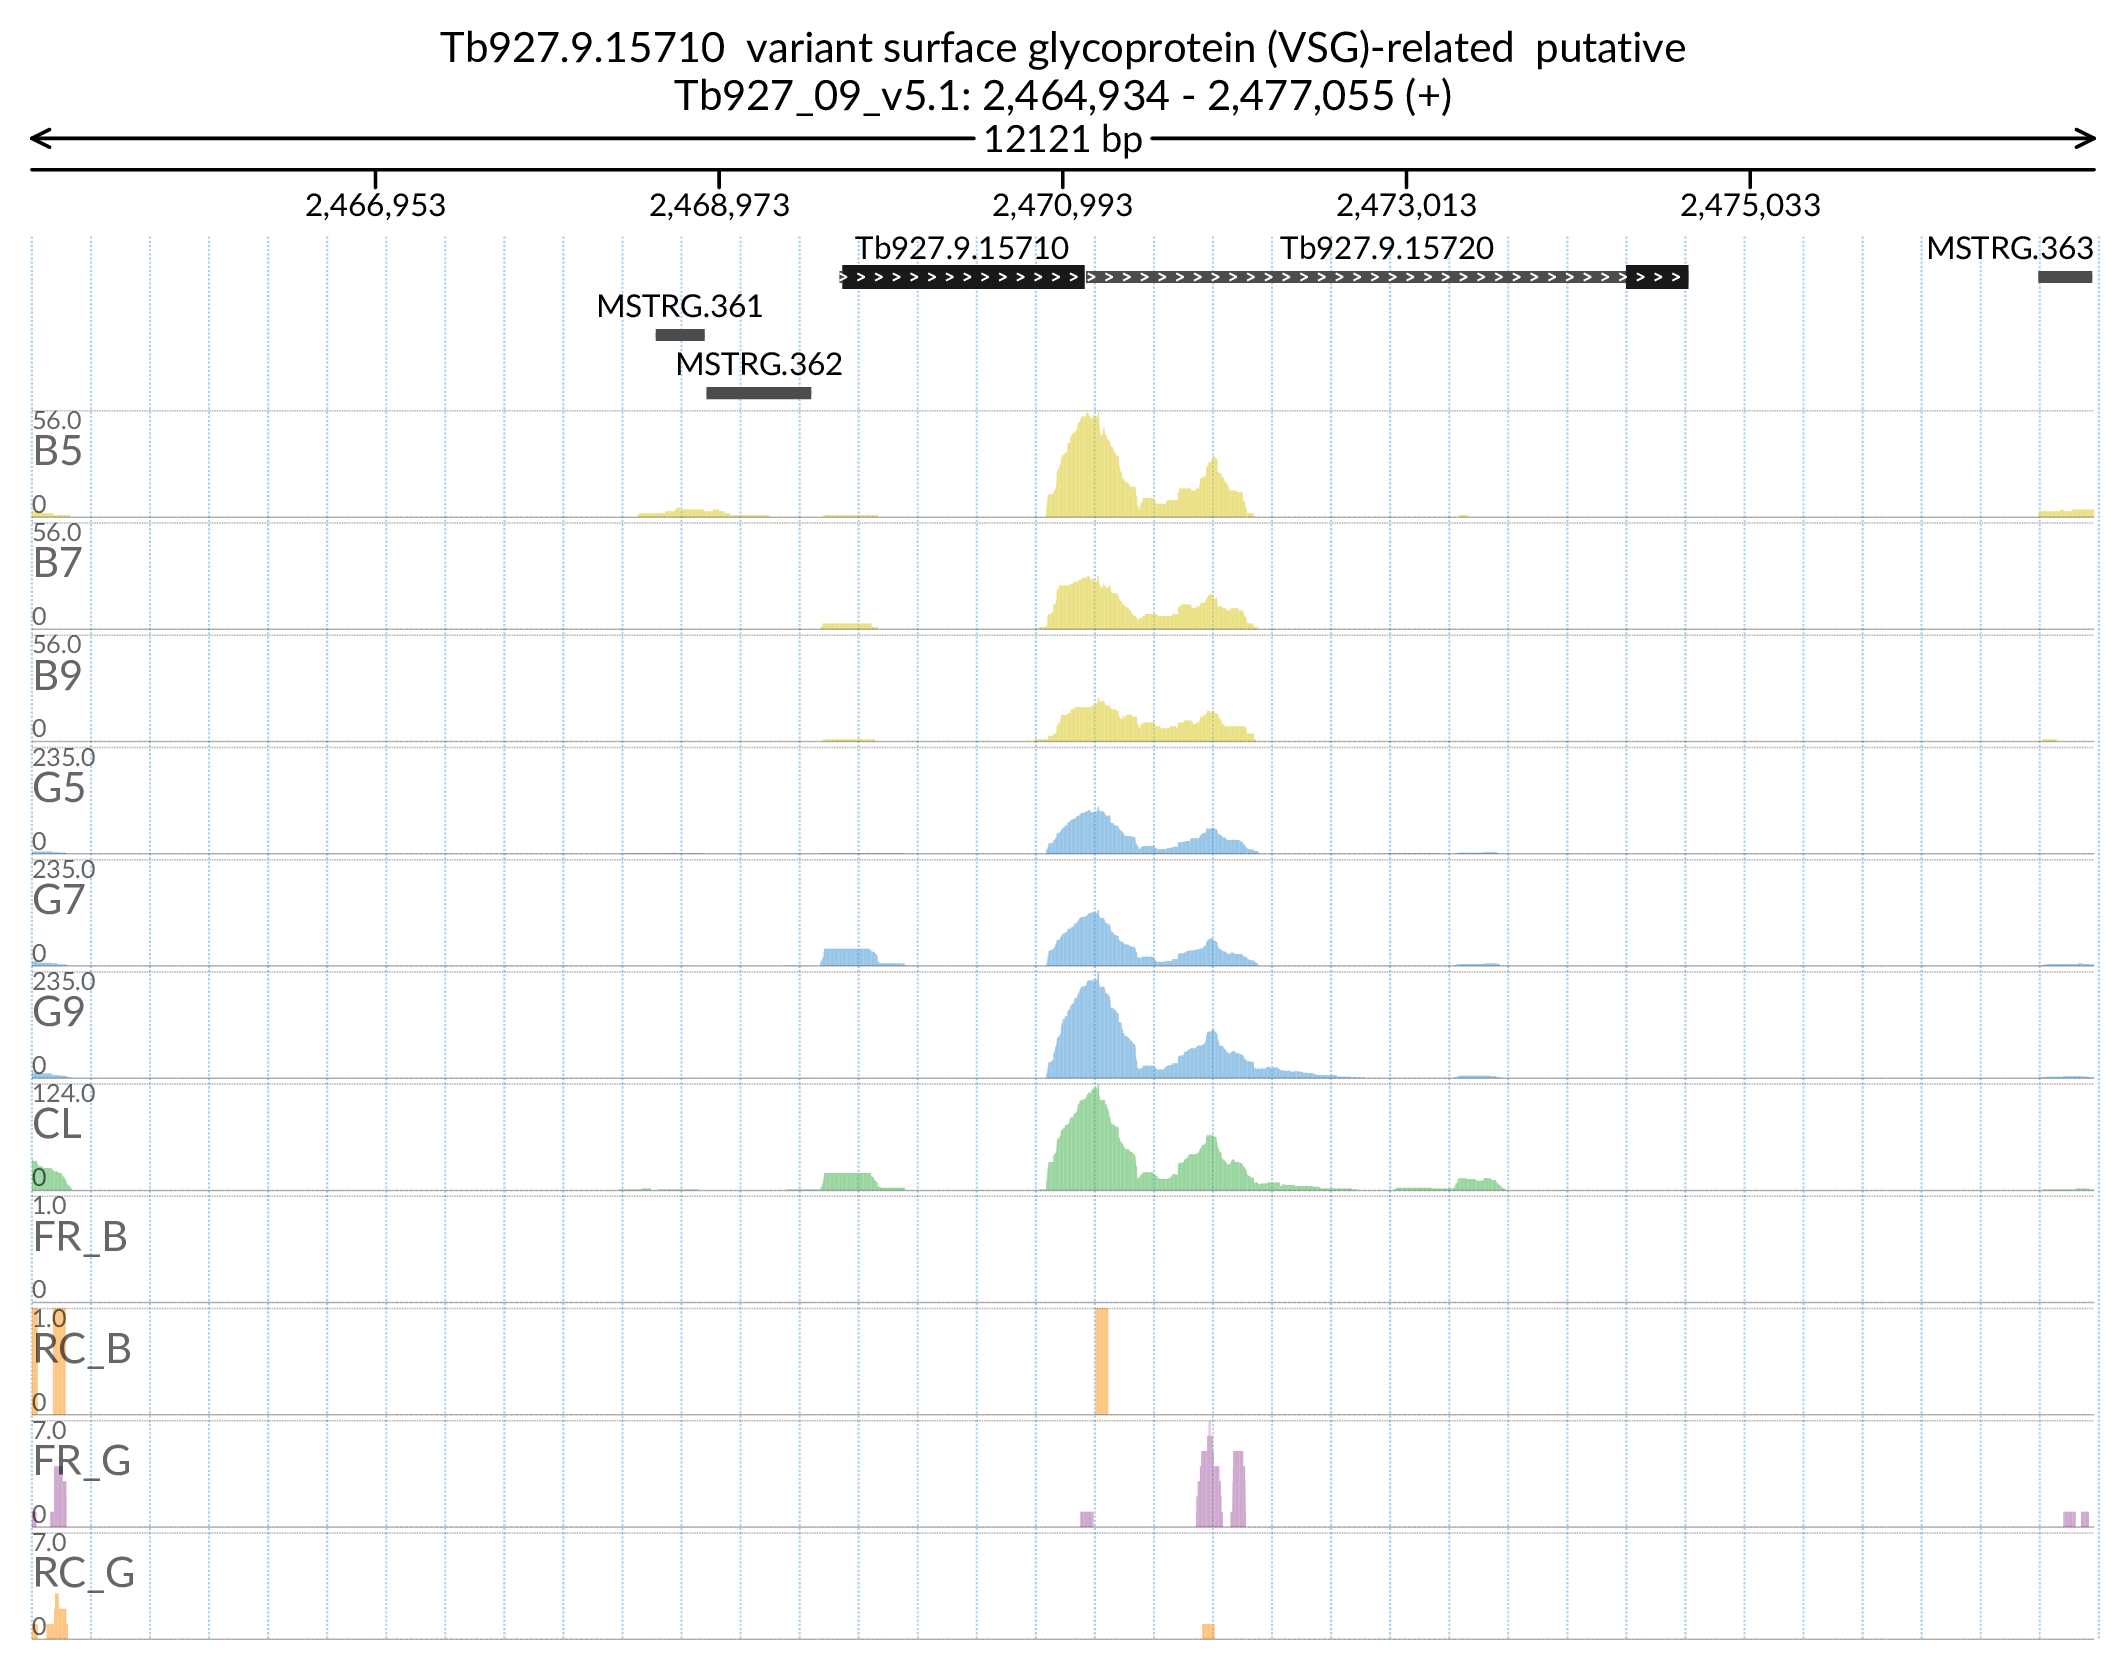 Tb927.9.15710 variant surface glycoprotein (VSG)-related putative
Tb927_09_v5.1: 2,464,934 - 2,477,055 (+)
12121 bp
2,466,953 2,468,973 2,470,993 2,473,013 2,475,033
Tb927.9.15710 Tb927.9.15720 MSTRG.363
MSTRG.361
MSTRG.362
56.0
B5
0
56.0
B7
0
56.0
B9
0
235.0
G5
0
235.0
G7
0
235.0
G9
0
124.0
CL
0
1.0
FR_B
0
1.0
RC_B
0
7.0
FR_G
0
7.0
RC_G
0